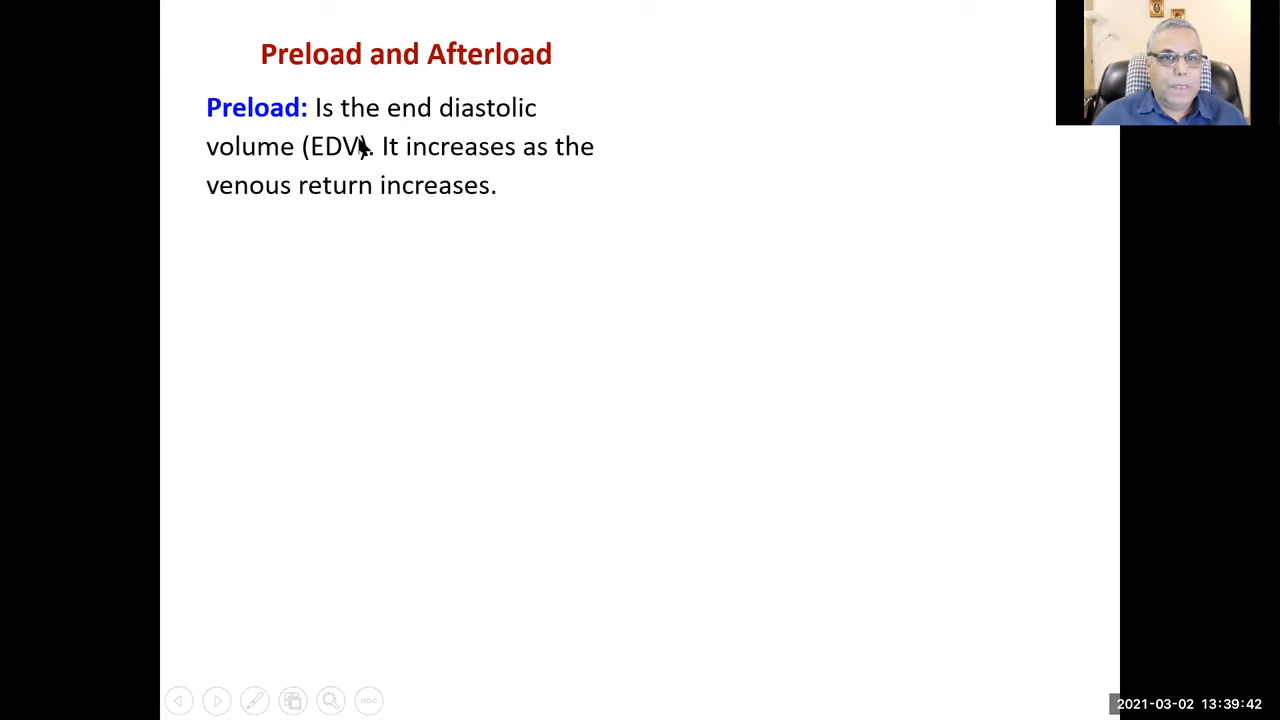 Preload and Afterload
Preload: Is the end diastolic
volume (EDV). It increases as the
venous return increases.
2021-03-02 13:39:42